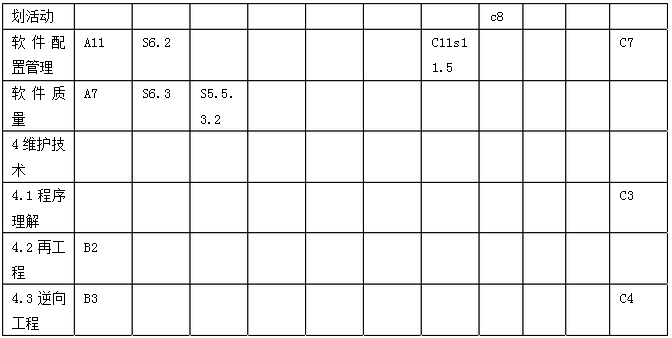 划活动 c8
软件配 A11 S6.2 C11s1 C7
置管理 1.5
软件质 A7 S6.3 S5.5.
量 3.2
4 维护技
术
4.1 程序 C3
理解
4.2 再工 B2
程
4.3 逆向 B3 C4
工程